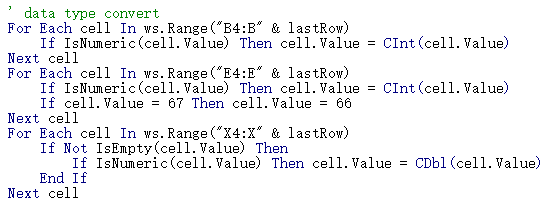 ' data type convert
For Each cell In ws.Range("B4:B" & lastRow)
    If IsNumeric(cell.Value) Then cell.Value = CInt(cell.Value)
Next cell
For Each cell In ws.Range("E4:E" & lastRow)
    If IsNumeric(cell.Value) Then cell.Value = CInt(cell.Value)
    If cell.Value = 67 Then cell.Value = 66
Next cell
For Each cell In ws.Range("X4:X" & lastRow)
    If Not IsEmpty(cell.Value) Then
        If IsNumeric(cell.Value) Then cell.Value = CDbl(cell.Value)
    End If
Next cell